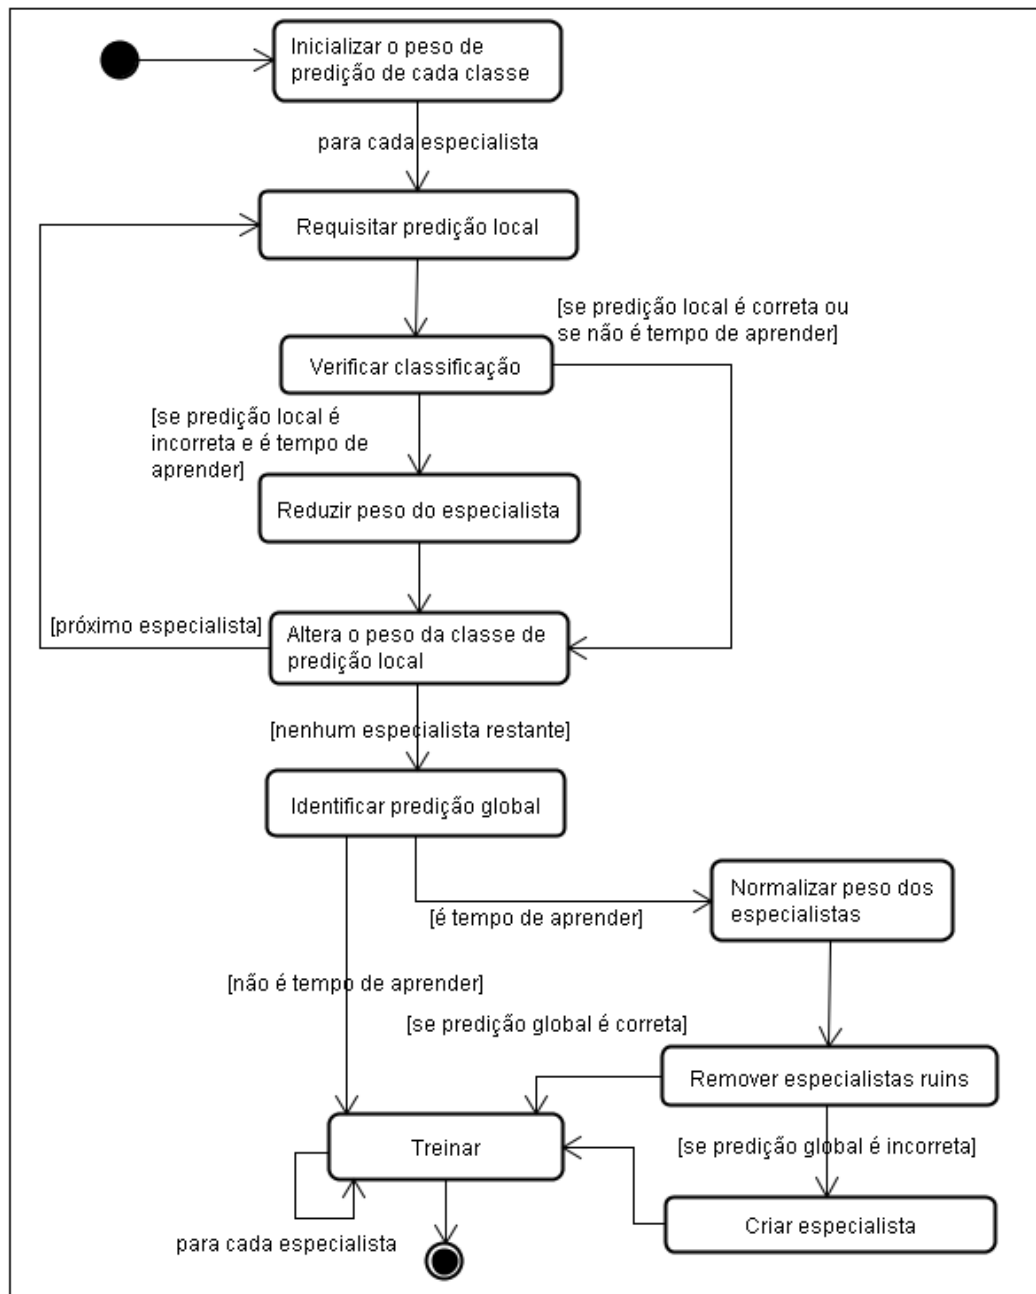 Inicializar o peso de
predição de cada classe
para cada especialista
Requisitar predição local
[se predição local é correta ou
se não é tempo de aprender]
Verificar classificação
[se predição local é
incorreta e é tempo de
aprender]
Reduzir peso do especialista
[próximo especialista]
Altera o peso da classe de
predição local
[nenhum especialista restante]
Identificar predição global
Normalizar peso dos
especialistas
[é tempo de aprender]
[não é tempo de aprender]
[se predição global é correta]
Remover especialistas ruins
Treinar
[se predição global é incorreta]
Criar especialista
para cada especialista